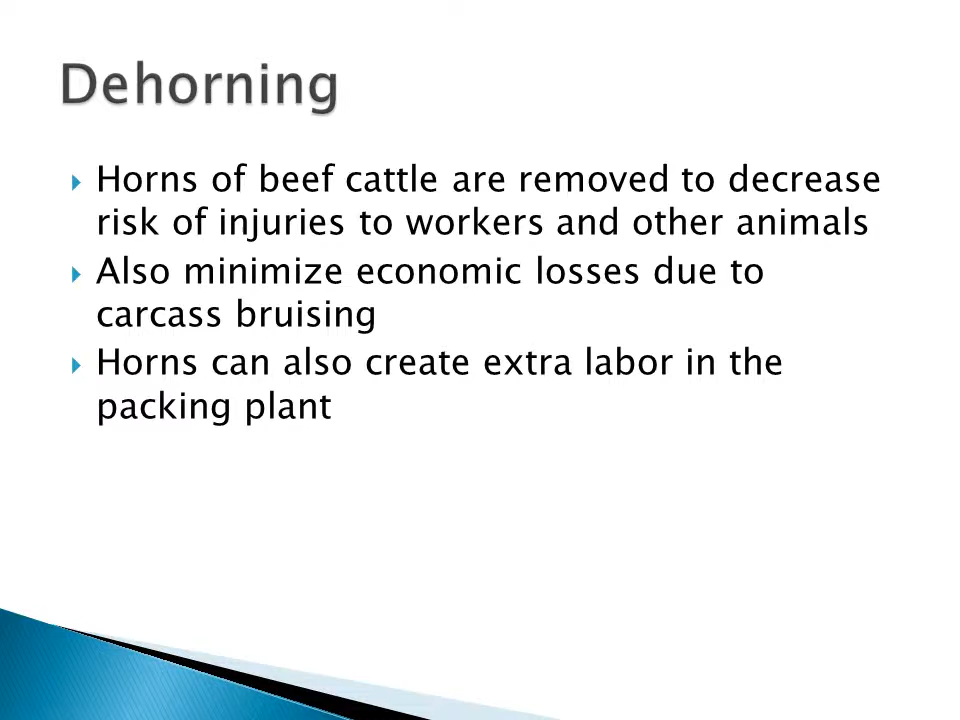 Dehorning
Horns of beef cattle are removed to decrease
risk of injuries to workers and other animals
Also minimize economic losses due to
carcass bruising
Horns can also create extra labor in the
packing plant